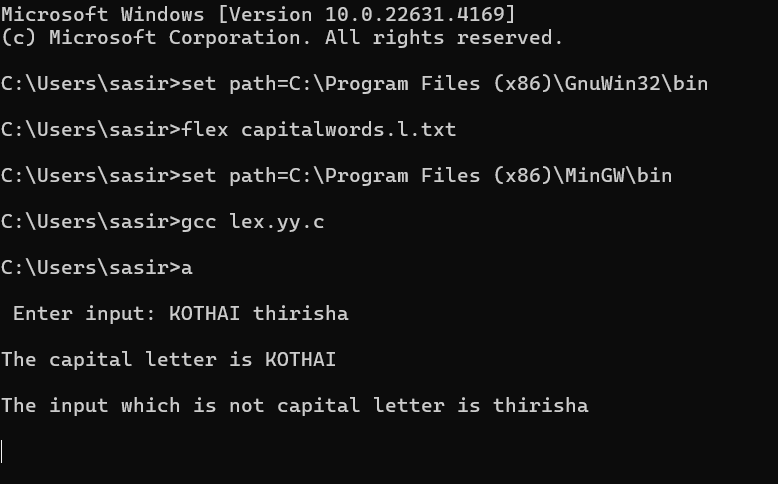 Microsoft Windows [Version 10.0.22631.4169]
(c) Microsoft Corporation. All rights reserved.
C:\Users\sasir>set path=C:\Program Files (x86)\GnuWin32\bin
C:\Users\sasir>flex capitalwords.l.txt
C:\Users\sasir>set path=C:\Program Files (x86)\MinGW\bin
C:\Users\sasir>gcc lex.yy.c
C:\Users\sasir>a
Enter input: KOTHAI thirisha
The capital letter is KOTHAI
The input which is not capital letter is thirisha